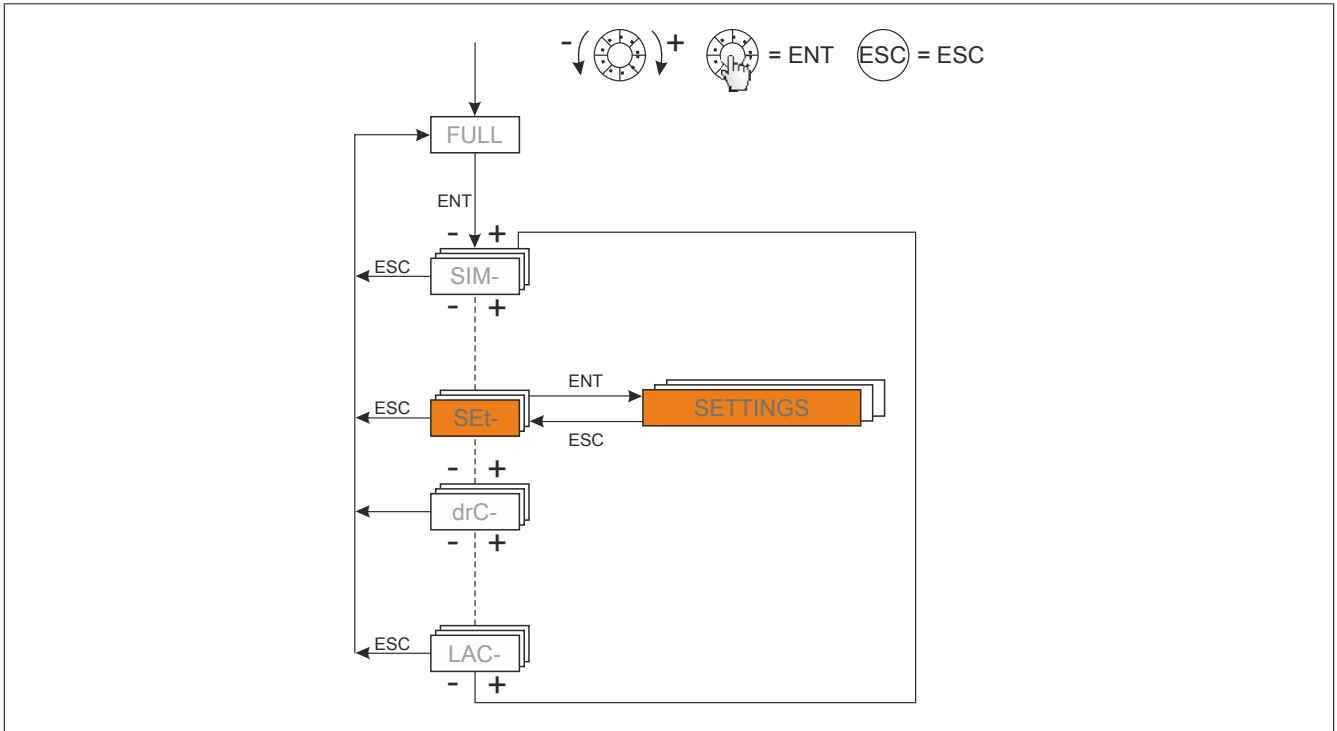 - + = ENT ESC = ESC
FULL
ENT
- +
ESC SIM-
- +
ENT
ESC SEt- SETTINGS
ESC
- +
drC-
- +
ESC LAC-
- +